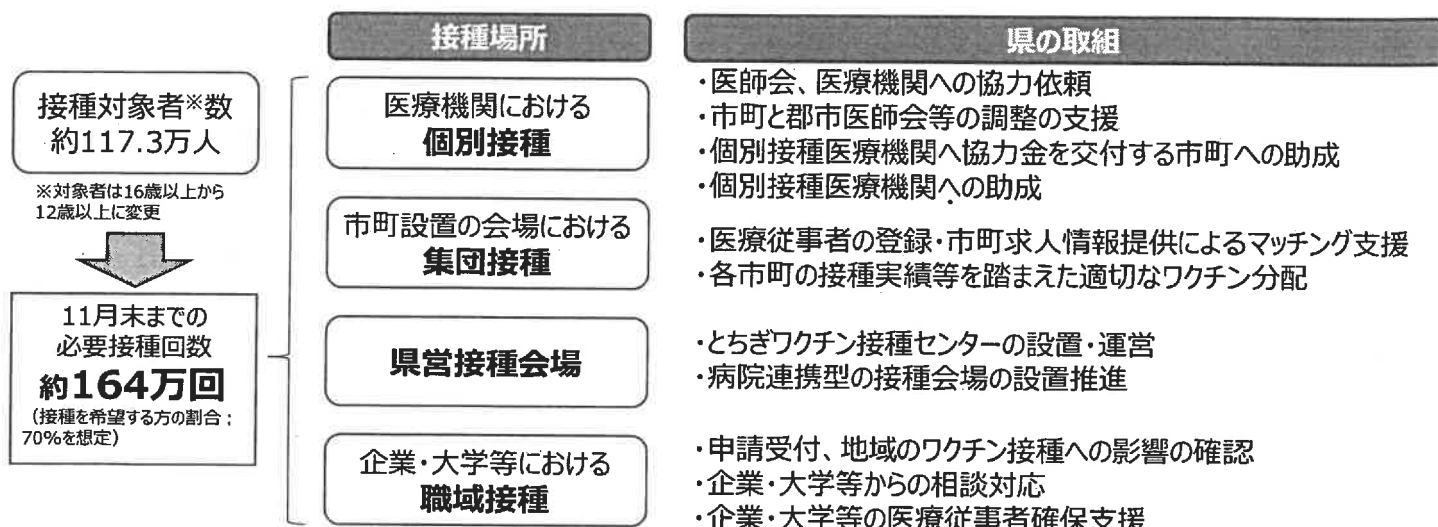 接種場所
県の取組
接種対象者※数
約117.3万人
※対象者は16歳以上から
12歳以上に変更
11月末までの
必要接種回数
約164万回
(接種を希望する方の割合：
70%を想定)
医療機関における
個別接種
市町設置の会場における
集団接種
県営接種会場
企業・大学等における
職域接種
・医師会、医療機関への協力依頼
・市町と郡市医師会等の調整の支援
・個別接種医療機関へ協力金を交付する市町への助成
・個別接種医療機関への助成
・医療従事者の登録・市町求人情報提供によるマッチング支援
・各市町の接種実績等を踏まえた適切なワクチン分配
・とちぎワクチン接種センターの設置・運営
・病院連携型の接種会場の設置推進
・申請受付、地域のワクチン接種への影響の確認
・企業・大学等からの相談対応
・企業・大学等の医療従事者確保支援